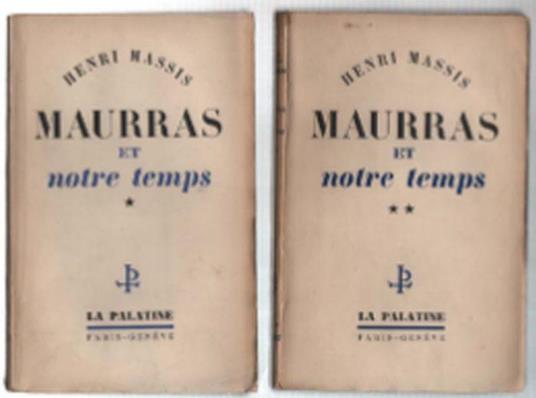 HENRI MASSIS
MAURRAS
ET
notre temps
★
LA PALATINE
PARIS-GENÈVE
HENRI MASSIS
MAURRAS
ET
notre temps
★★
LA PALATINE
PARIS-GENÈVE